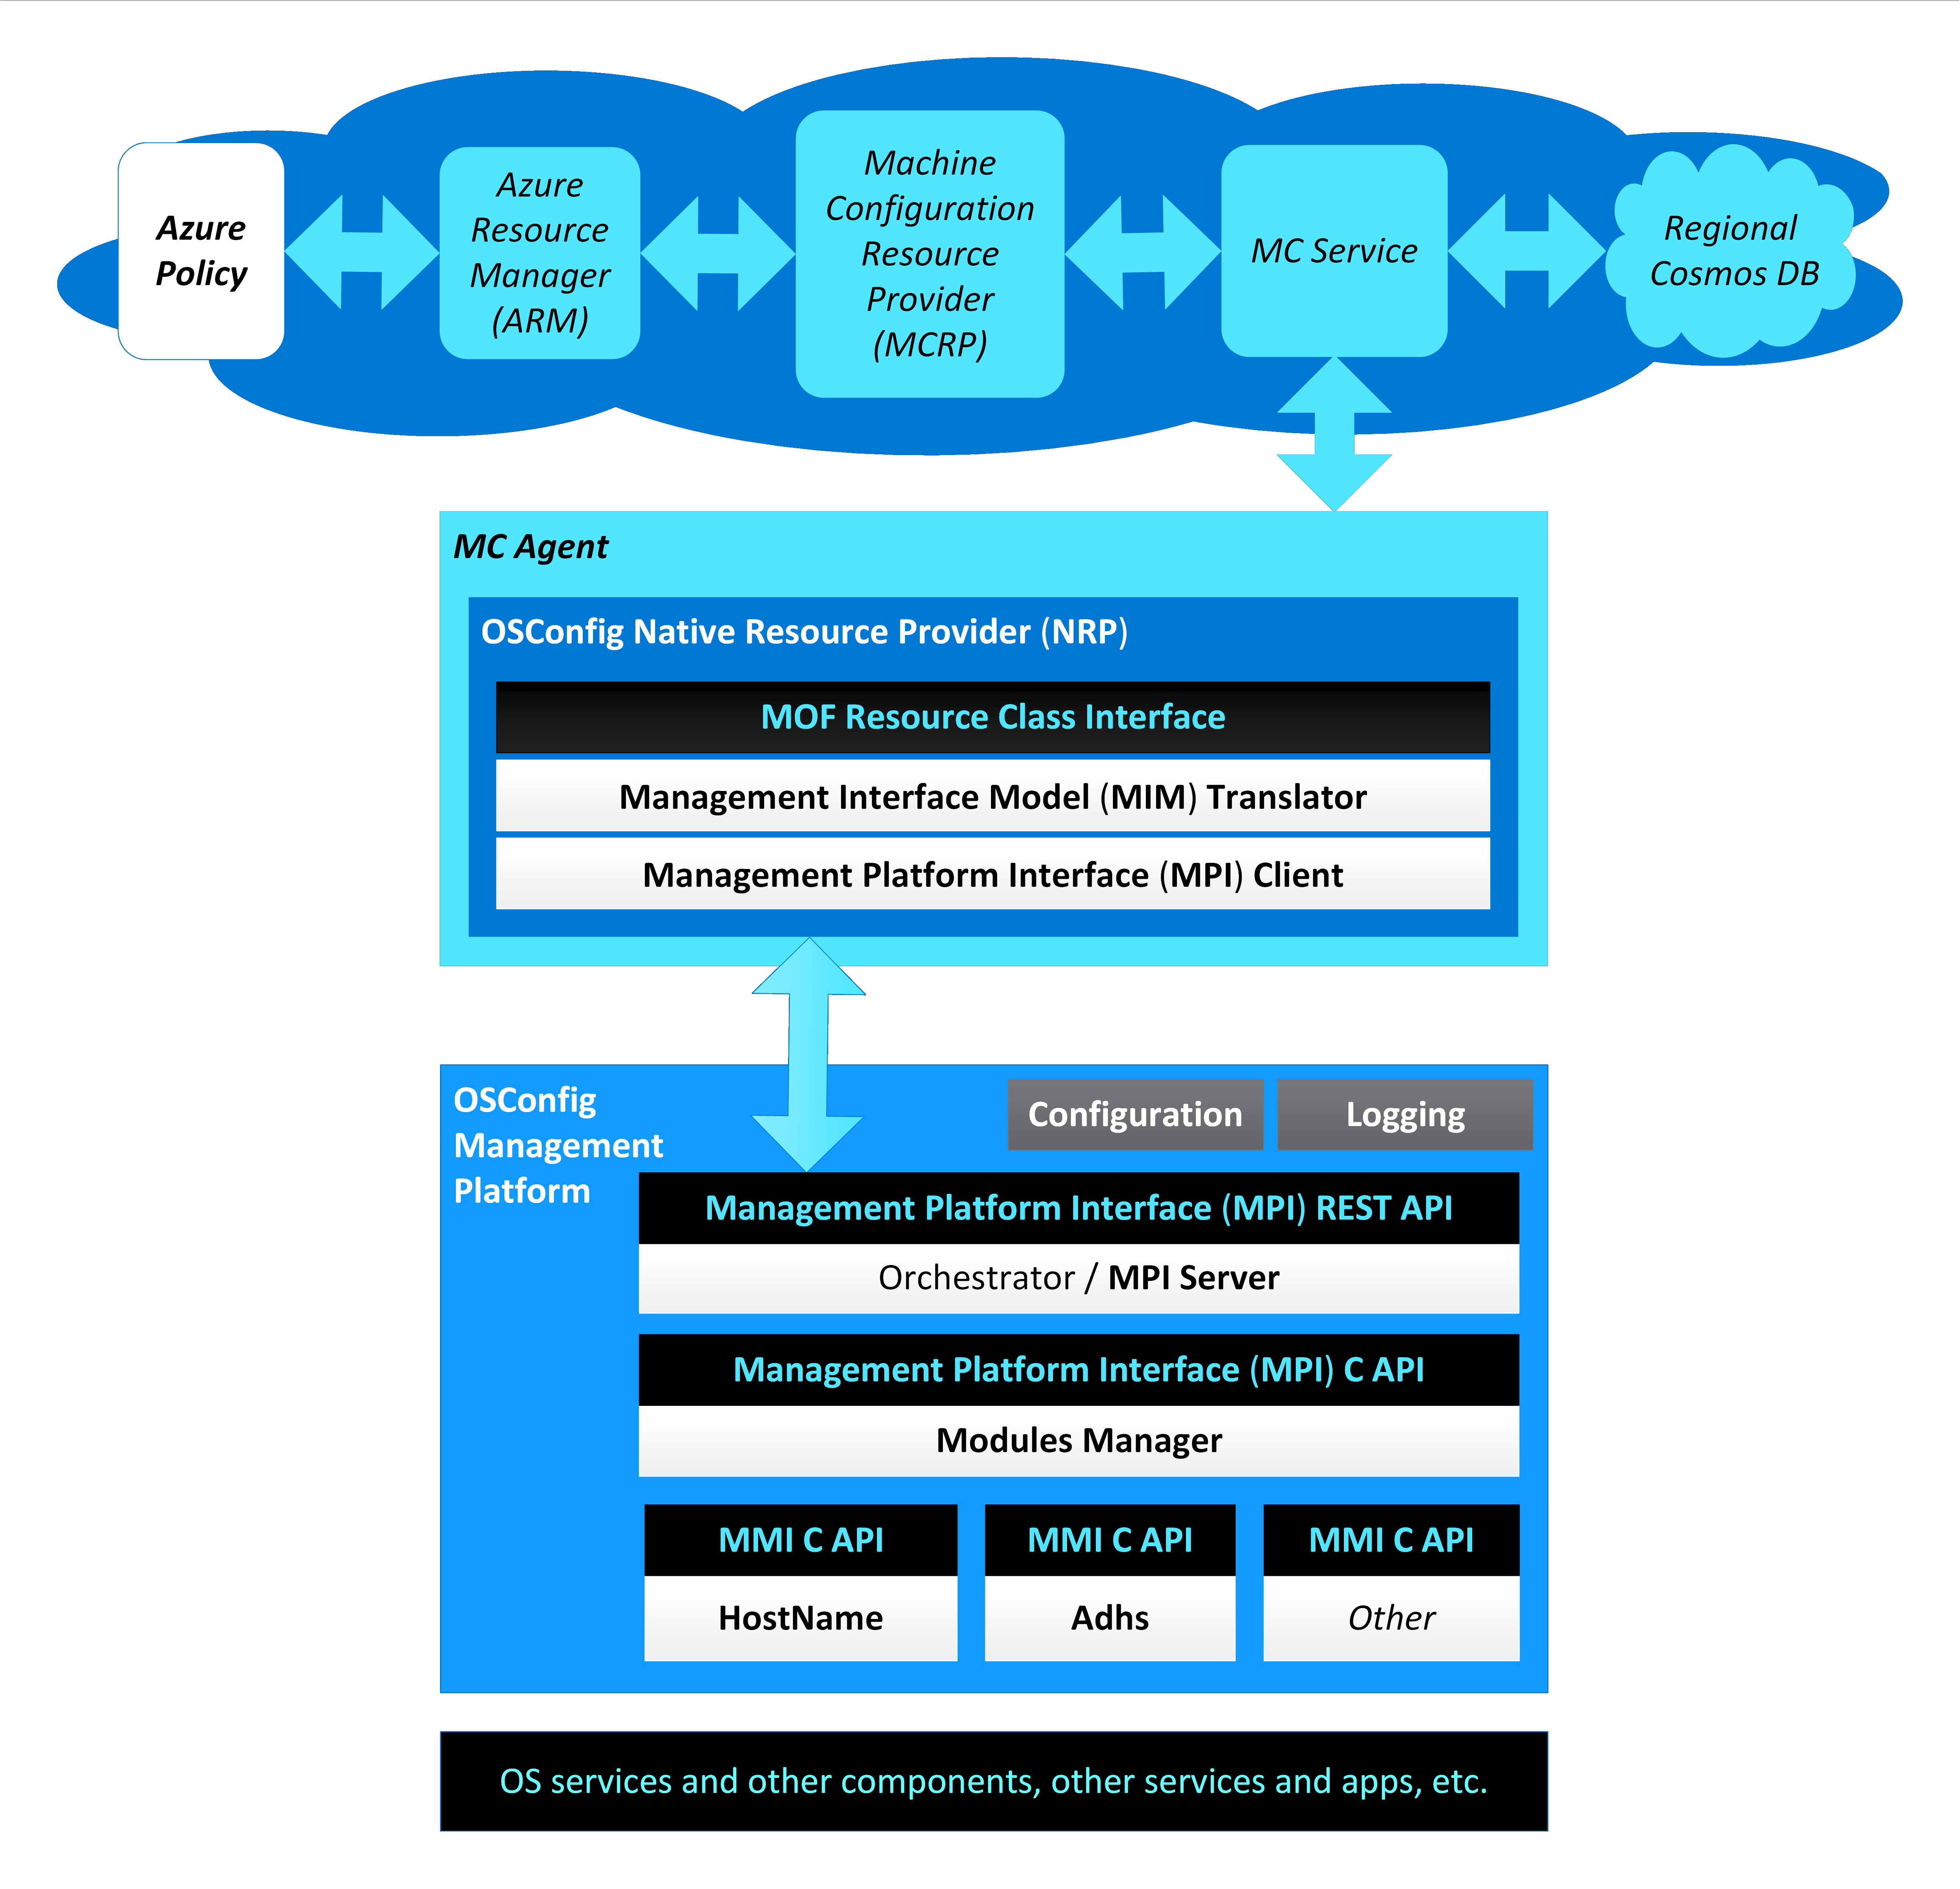 Azure
Policy
Azure
Resource
Manager
(ARM)
Machine
Configuration
Resource
Provider
(MCRP)
MC Service
Regional
Cosmos DB
MC Agent
OSConfig Native Resource Provider (NRP)
MOF Resource Class Interface
Management Interface Model (MIM) Translator
Management Platform Interface (MPI) Client
OSConfig
Management
Platform
Configuration
Logging
Management Platform Interface (MPI) REST API
Orchestrator / MPI Server
Management Platform Interface (MPI) C API
Modules Manager
MMI C API
HostName
MMI C API
Adhs
MMI C API
Other
OS services and other components, other services and apps, etc.